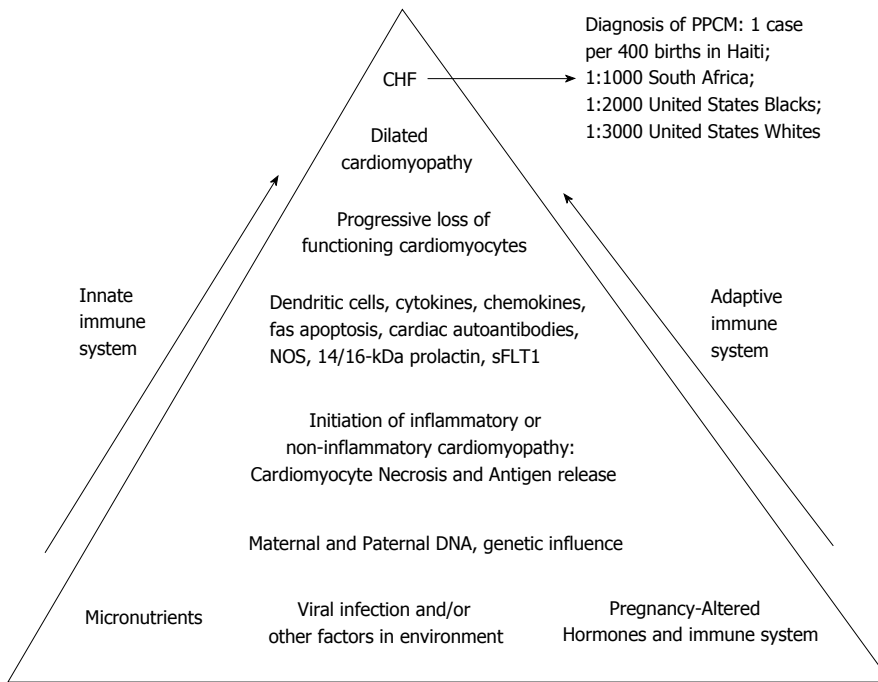 Diagnosis of PPCM: 1 case
per 400 births in Haiti;
1:1000 South Africa;
1:2000 United States Blacks;
1:3000 United States Whites
CHF
Dilated
cardiomyopathy
Progressive loss of
functioning cardiomyocytes
Innate
immune
system
Dendritic cells, cytokines, chemokines,
fas apoptosis, cardiac autoantibodies,
NOS, 14/16-kDa prolactin, sFLT1
Adaptive
immune
system
Initiation of inflammatory or
non-inflammatory cardiomyopathy:
Cardiomyocyte Necrosis and Antigen release
Maternal and Paternal DNA, genetic influence
Micronutrients
Viral infection and/or
other factors in environment
Pregnancy-Altered
Hormones and immune system